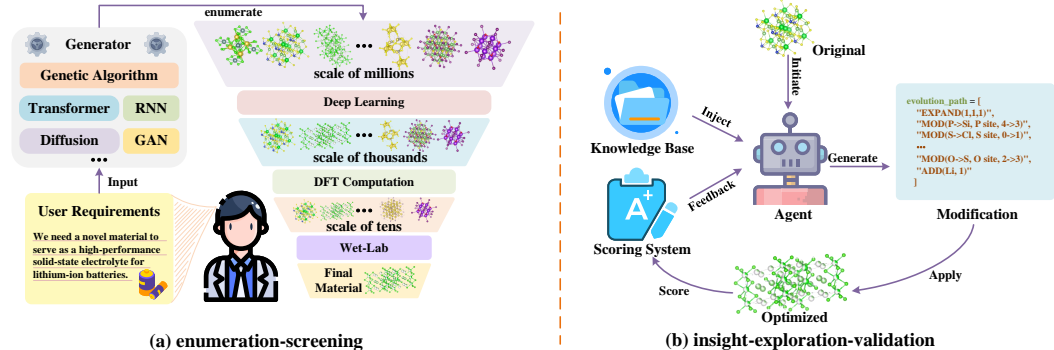 enumerate
Generator
Genetic Algorithm
Transformer
RNN
Diffusion
GAN
•••
Input
User Requirements
We need a novel material to
serve as a high-performance
solid-state electrolyte for
lithium-ion batteries.
•••
scale of millions
Deep Learning
•••
scale of thousands
DFT Computation
•••
scale of tens
Wet-Lab
Final
Material
(a) enumeration-screening
Original
Initiate
Knowledge Base
Inject
A+
Scoring System
Feedback
Agent
Generate
evolution_path = [
"EXPAND(1,1,1)",
"MOD(P->Si, P site, 4->3)",
"MOD(S->Cl, S site, 0->1)",
•••
"MOD(O->S, O site, 2->3)",
"ADD(Li, 1)"
]
Modification
Apply
Score
Optimized
(b) insight-exploration-validation